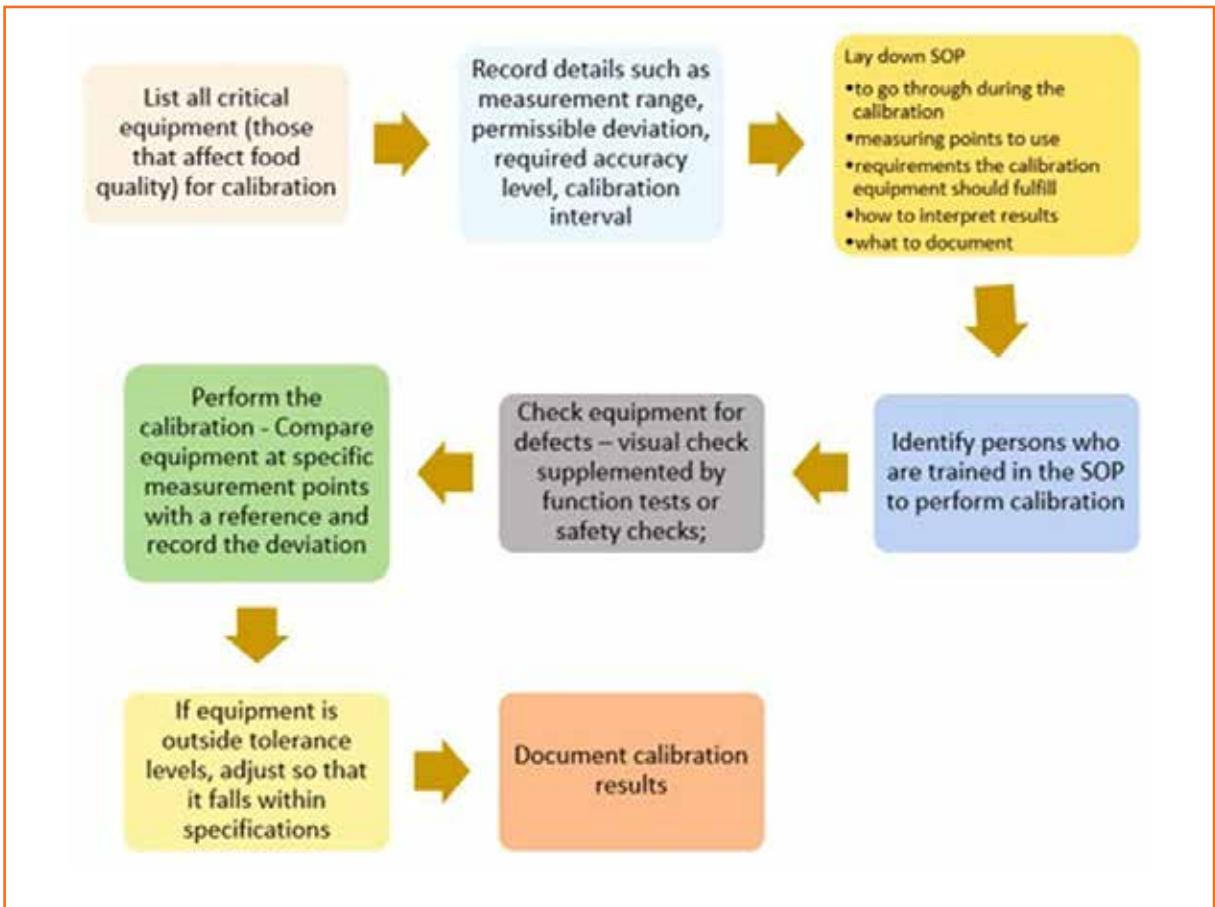 List all critical
equipment (those
that affect food
quality) for calibration
Record details such as
measurement range,
permissible deviation,
required accuracy
level, calibration
interval
Lay down SOP
•to go through during the
calibration
•measuring points to use
•requirements the calibration
equipment should fulfill
•how to interpret results
•what to document
Identify persons who
are trained in the SOP
to perform calibration
Check equipment for
defects – visual check
supplemented by
function tests or
safety checks;
Perform the
calibration - Compare
equipment at specific
measurement points
with a reference and
record the deviation
If equipment is
outside tolerance
levels, adjust so that
it falls within
specifications
Document calibration
results